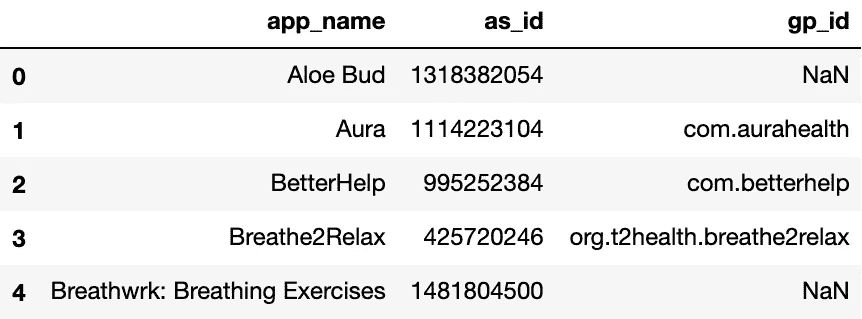 app_name as_id gp_id
0 Aloe Bud 1318382054 NaN
1 Aura 1114223104 com.aurahealth
2 BetterHelp 995252384 com.betterhelp
3 Breathe2Relax 425720246 org.t2health.breathe2relax
4 Breathwrk: Breathing Exercises 1481804500 NaN